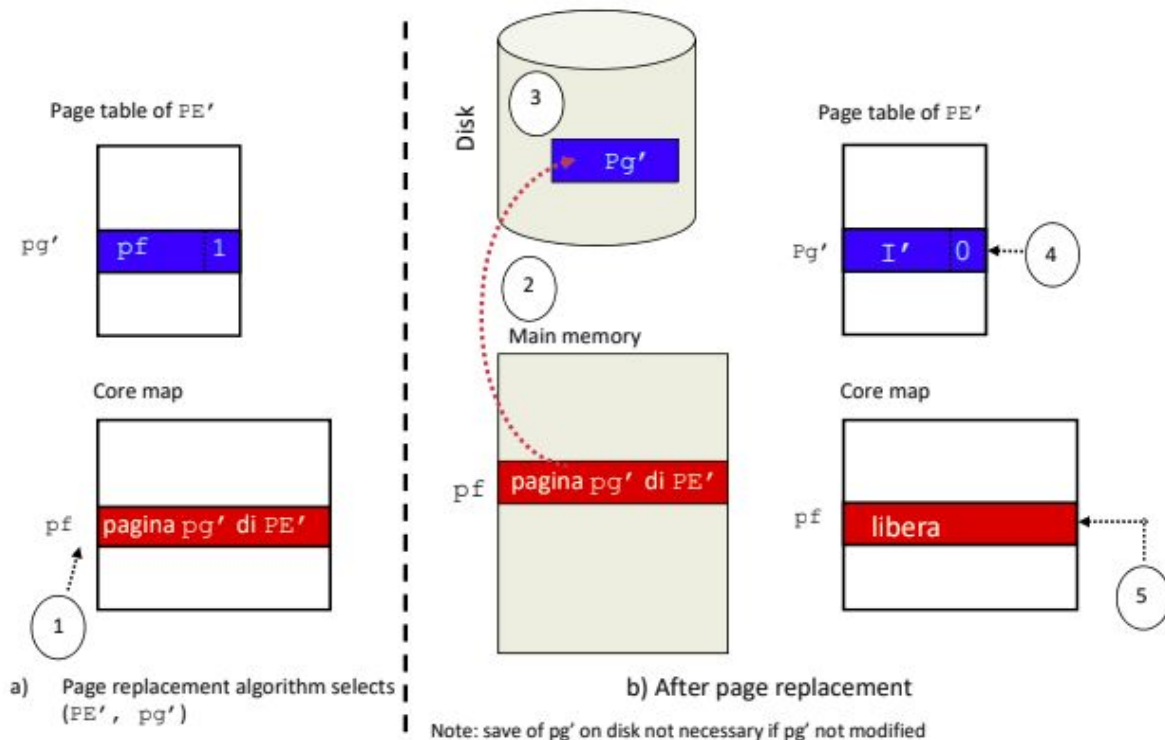 Page table of PE'
pg'
pf 1
Core map
pf
pagina pg' di PE'
1
a) Page replacement algorithm selects
(PE', pg')
Disk
3
Pg'
2
Main memory
pf
pagina pg' di PE'
Page table of PE'
Pg'
I' 0
4
Core map
pf
libera
5
b) After page replacement
Note: save of pg' on disk not necessary if pg' not modified